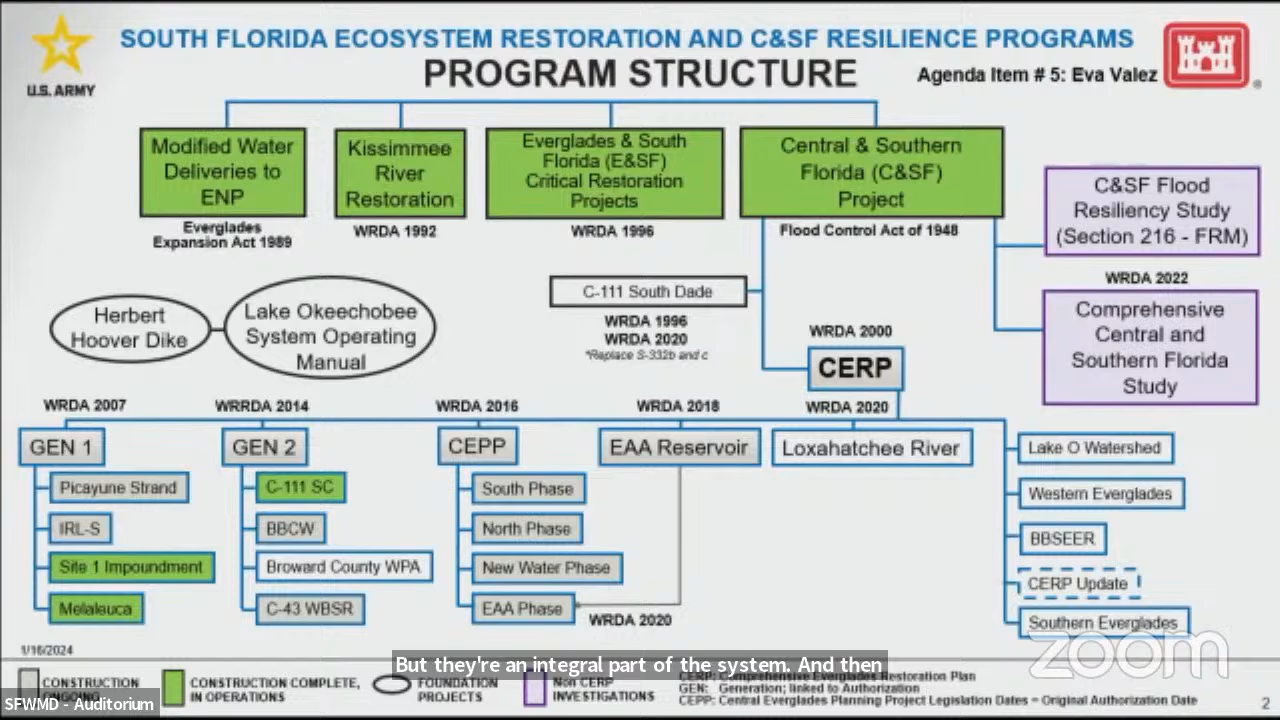 SOUTH FLORIDA ECOSYSTEM RESTORATION AND C&SF RESILIENCE PROGRAMS
PROGRAM STRUCTURE
Agenda Item # 5: Eva Valez
U.S. ARMY
Modified Water
Deliveries to
ENP
Everglades
Expansion Act 1989
Kissimmee
River
Restoration
WRDA 1992
Everglades & South
Florida (E&SF)
Critical Restoration
Projects
WRDA 1996
Central & Southern
Florida (C&SF)
Project
Flood Control Act of 1948
C&SF Flood
Resiliency Study
(Section 216 - FRM)
WRDA 2022
Comprehensive
Central and
Southern Florida
Study
Herbert
Hoover Dike
Lake Okeechobee
System Operating
Manual
C-111 South Dade
WRDA 1996
WRDA 2020
*Replace S-332b and c
WRDA 2000
CERP
WRDA 2007
GEN 1
Picayune Strand
IRL-S
Site 1 Impoundment
Melaleuca
WRRDA 2014
GEN 2
C-111 SC
BBCW
Broward County WPA
C-43 WBSR
WRDA 2016
CEPP
South Phase
North Phase
New Water Phase
EAA Phase
WRDA 2018
EAA Reservoir
WRDA 2020
WRDA 2020
Loxahatchee River
Lake O Watershed
Western Everglades
BBSEER
CERP Update
Southern Everglades
zoom
1/16/2024
CONSTRUCTION
ONGOING
CONSTRUCTION COMPLETE,
IN OPERATIONS
FOUNDATION
PROJECTS
Non CERP
INVESTIGATIONS
CERP: Comprehensive Everglades Restoration Plan
GEN: Generation; linked to Authorization
CEPP: Central Everglades Planning Project Legislation Dates = Original Authorization Date
2
But they're an integral part of the system. And then
SFWMD - Auditorium